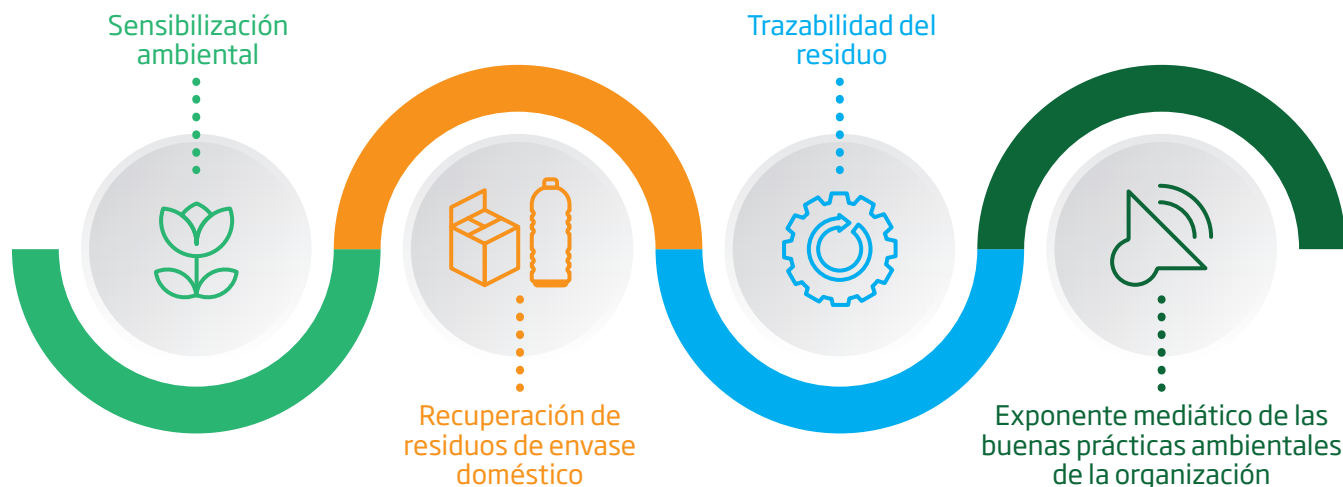 Sensibilización
ambiental
Recuperación de
residuos de envase
doméstico
Trazabilidad del
residuo
Exponente mediático de las
buenas prácticas ambientales
de la organización